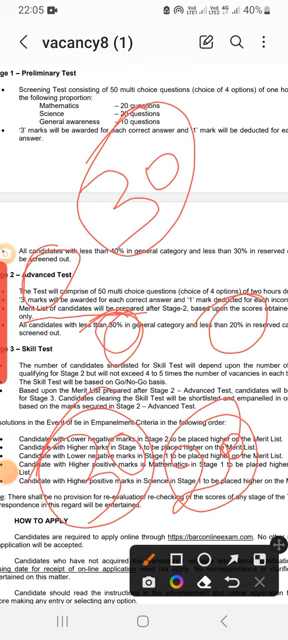 22:05 40%
vacancy8 (1)
ge 1 – Preliminary Test
Screening Test consisting of 50 multi choice questions (choice of 4 options) of one ho
the following proportion:
Mathematics – 20 questions
Science – 20 questions
General awareness – 10 questions
'3' marks will be awarded for each correct answer and '1' mark will be deducted for ea
answer.
30
All candidates with less than 40% in general category and less than 30% in reserved
be screened out.
ge 2 – Advanced Test
The Test will comprise of 50 multi choice questions (choice of 4 options) of two hours d
'3' marks will be awarded for each correct answer and '1' mark deducted for each incorr
Merit List of candidates will be prepared after Stage-2, based upon the scores obtained
only.
All candidates with less than 30% in general category and less than 20% in reserved ca
screened out.
ge 3 – Skill Test
The number of candidates shortlisted for Skill Test will depend upon the number of
qualifying for Stage 2 but will not exceed 4 to 5 times the number of vacancies in each t
The Skill Test will be based on Go/No-Go basis.
Based upon the Merit List prepared after Stage 2 – Advanced Test, candidates will b
for Stage 3. Candidates clearing the Skill Test will be shortlisted and empanelled in o
based on the marks secured in Stage 2 – Advanced Test.
solutions in the Event of tie in Empanelment Criteria in the following order:
Candidate with Lower negative marks in Stage 2 to be placed higher on the Merit List.
Candidate with Higher marks in Stage 1 to be placed Higher on the Merit List.
Candidate with Lower negative marks in Stage 1 to be placed higher on the Merit List.
Candidate with Higher positive marks in Mathematics in Stage 1 to be placed higher
List
Candidate with Higher positive marks in Science in Stage 1 to be placed higher on the M
e: There shall be no provision for re-evaluation/ re-checking of the scores of any stage of the
rrespondence in this regard will be entertained.
HOW TO APPLY
Candidates are required to apply online through https://barconlineexam.com. No othe
application will be accepted.
Candidates who have not acquired the
sing date for receipt of on-line
ertained on this matter.
Candidate should read the
ore making any entry or selecting any option.